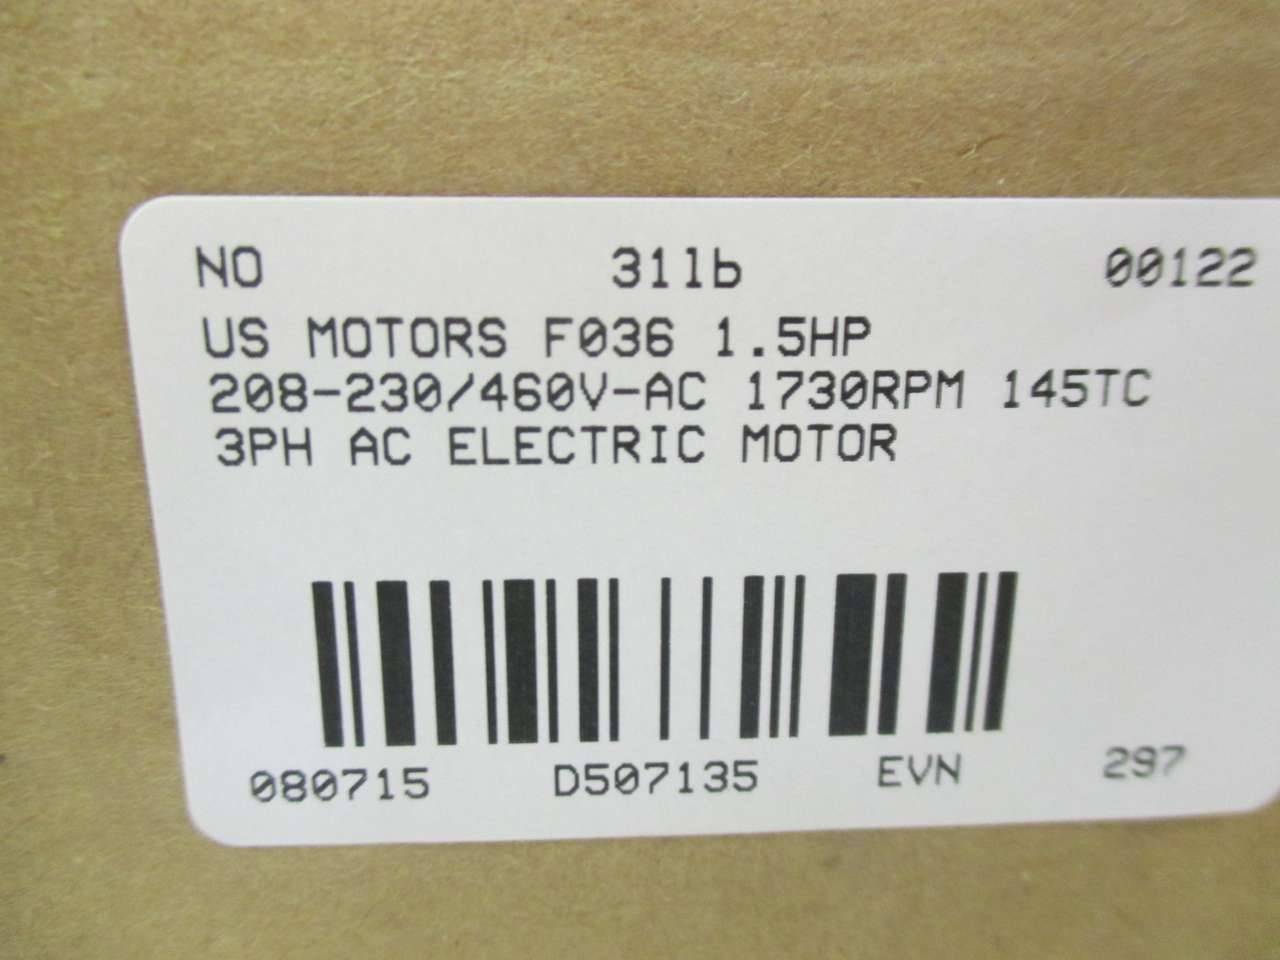 NO 31lb 00122
US MOTORS F036 1.5HP
208-230/460V-AC 1730RPM 145TC
3PH AC ELECTRIC MOTOR
080715 D507135 EVN 297